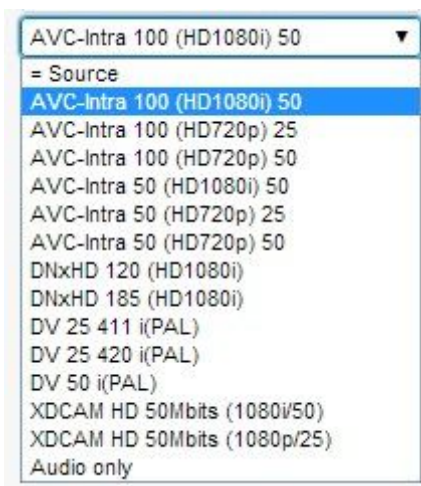 AVC-Intra 100 (HD1080i) 50
= Source
AVC-Intra 100 (HD1080i) 50
AVC-Intra 100 (HD720p) 25
AVC-Intra 100 (HD720p) 50
AVC-Intra 50 (HD1080i) 50
AVC-Intra 50 (HD720p) 25
AVC-Intra 50 (HD720p) 50
DNxHD 120 (HD1080i)
DNxHD 185 (HD1080i)
DV 25 411 i(PAL)
DV 25 420 i(PAL)
DV 50 i(PAL)
XDCAM HD 50Mbits (1080i/50)
XDCAM HD 50Mbits (1080p/25)
Audio only